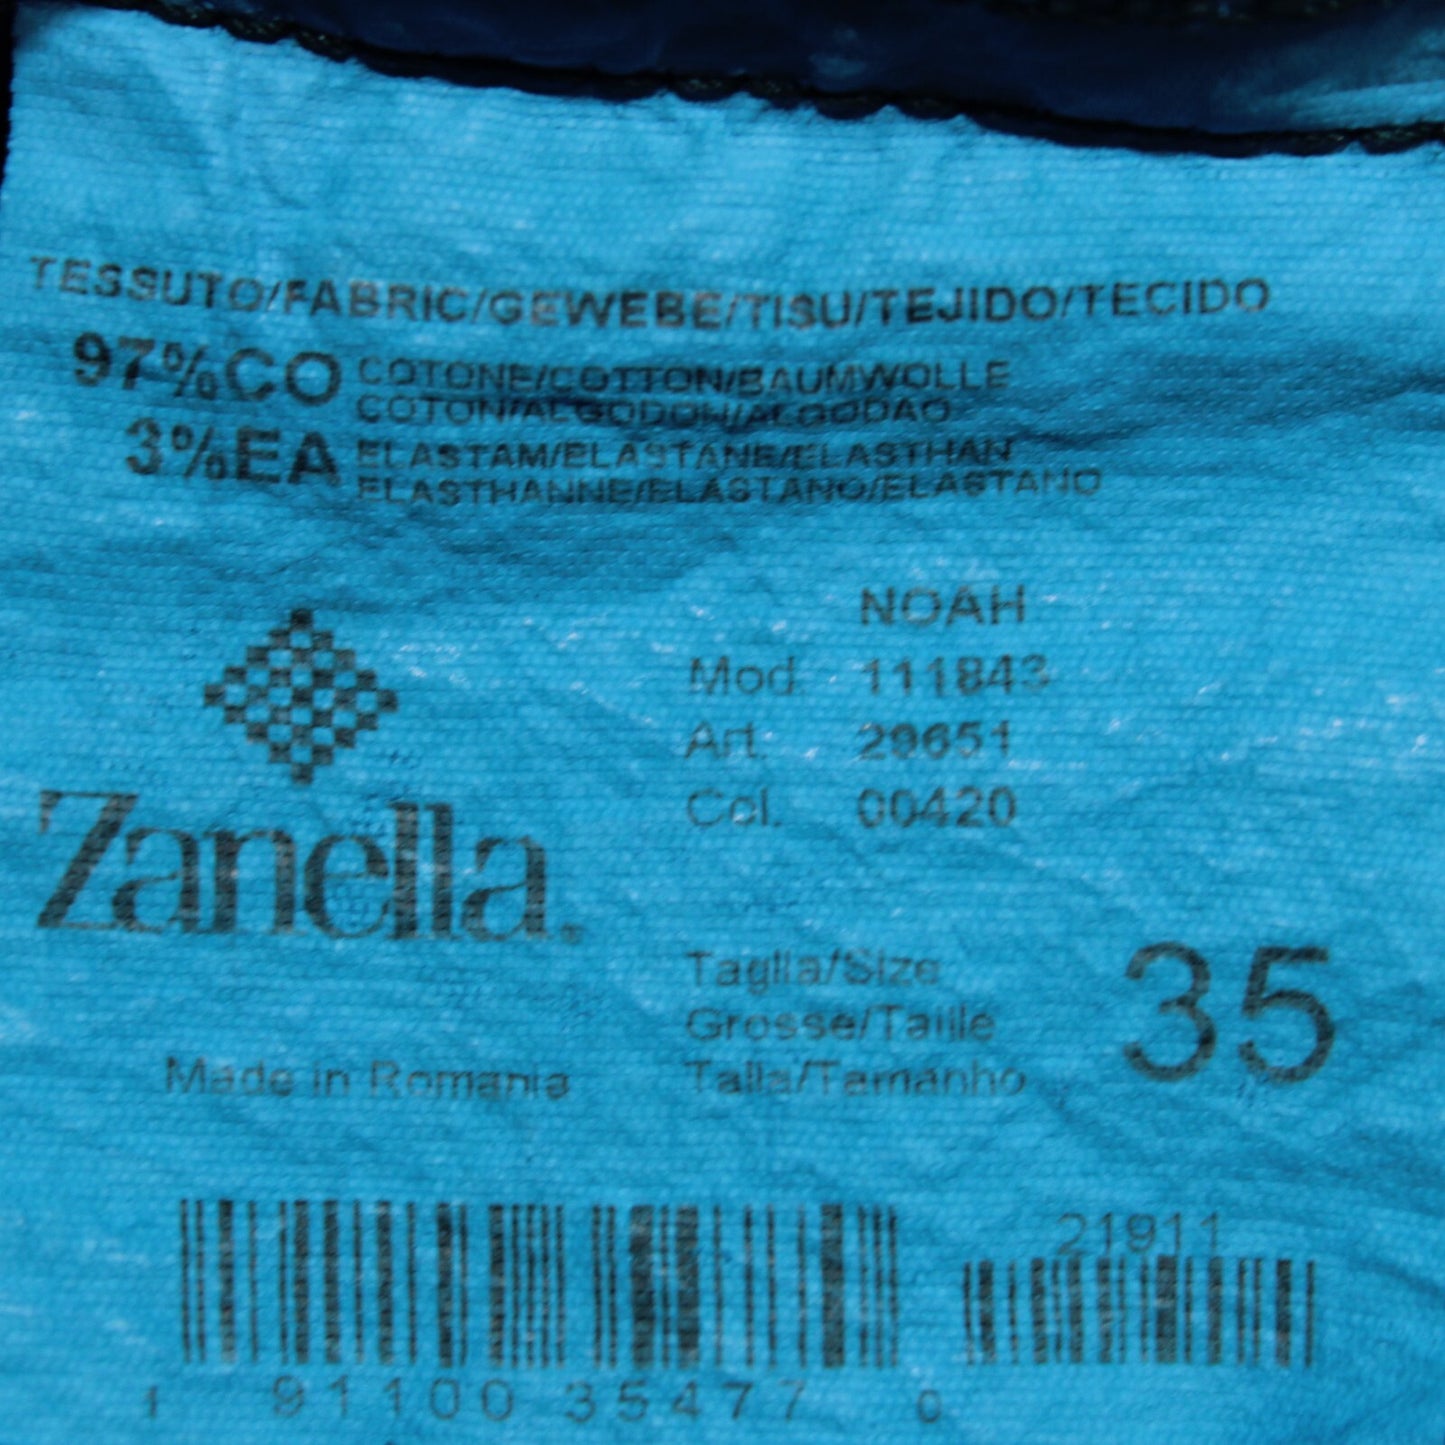 TESSUTO/FABRIC/GEWEBE/TISU/TEJIDO/TECIDO
97%CO COTONE/COTTON/BAUMWOLLE
COTON/ALGODON/ALGODAO
3%EA ELASTAM/ELASTANE/ELASTHAN
ELASTHANNE/ELASTANO/ELASTANO
NOAH
Mod. 111843
Art. 29651
Col. 00420
Zanella
Taglia/Size
Grosse/Taille
Talla/Tamanho
35
Made in Romania
21911
1 91100 35477 0